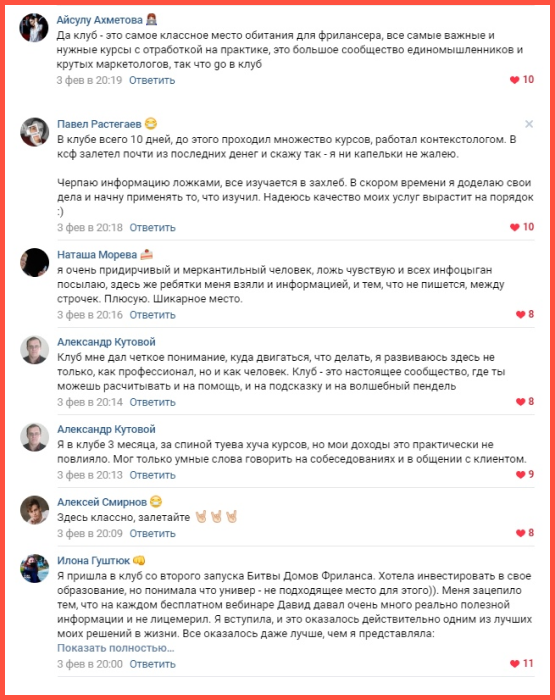 Айсулу Ахметова
Да клуб - это самое классное место обитания для фрилансера, все самые важные и
нужные курсы с отработкой на практике, это большое сообщество единомышленников и
крутых маркетологов, так что go в клуб
3 фев в 20:19 Ответить 10
Павел Растегаев 😁
В клубе всего 10 дней, до этого проходил множество курсов, работал контекстологом. В
ксф залетел почти из последних денег и скажу так - я ни капельки не жалею.
Черпаю информацию ложками, все изучается в захлеб. В скором времени я доделаю свои
дела и начну применять то, что изучил. Надеюсь качество моих услуг вырастит на порядок
:)
3 фев в 20:18 Ответить 10
Наташа Морева 🍰
я очень придирчивый и меркантильный человек, ложь чувствую и всех инфоцыган
посылаю, здесь же ребятки меня взяли и информацией, и тем, что не пишется, между
строчек. Плюсую. Шикарное место.
3 фев в 20:16 Ответить 8
Александр Кутовой
Клуб мне дал четкое понимание, куда двигаться, что делать, я развиваюсь здесь не
только, как профессионал, но и как человек. Клуб - это настоящее сообщество, где ты
можешь расчитывать и на помощь, и на подсказку и на волшебный пендель
3 фев в 20:14 Ответить 8
Александр Кутовой
Я в клубе 3 месяца, за спиной туева хуча курсов, но мои доходы это практически не
повлияло. Мог только умные слова говорить на собеседованиях и в общении с клиентом.
3 фев в 20:13 Ответить 9
Алексей Смирнов 😁
Здесь классно, залетайте 🤘🏼🤘🏼🤘🏼
3 фев в 20:09 Ответить 8
Илона Гуштюк 👊
Я пришла в клуб со второго запуска Битвы Домов Фриланса. Хотела инвестировать в свое
образование, но понимала что универ - не подходящее место для этого)). Меня зацепило
тем, что на каждом бесплатном вебинаре Давид давал очень много реально полезной
информации и не лицемерил. Я вступила, и это оказалось действительно одним из лучших
моих решений в жизни. Все оказалось даже лучше, чем я представляла:
Показать полностью...
3 фев в 20:00 Ответить 11